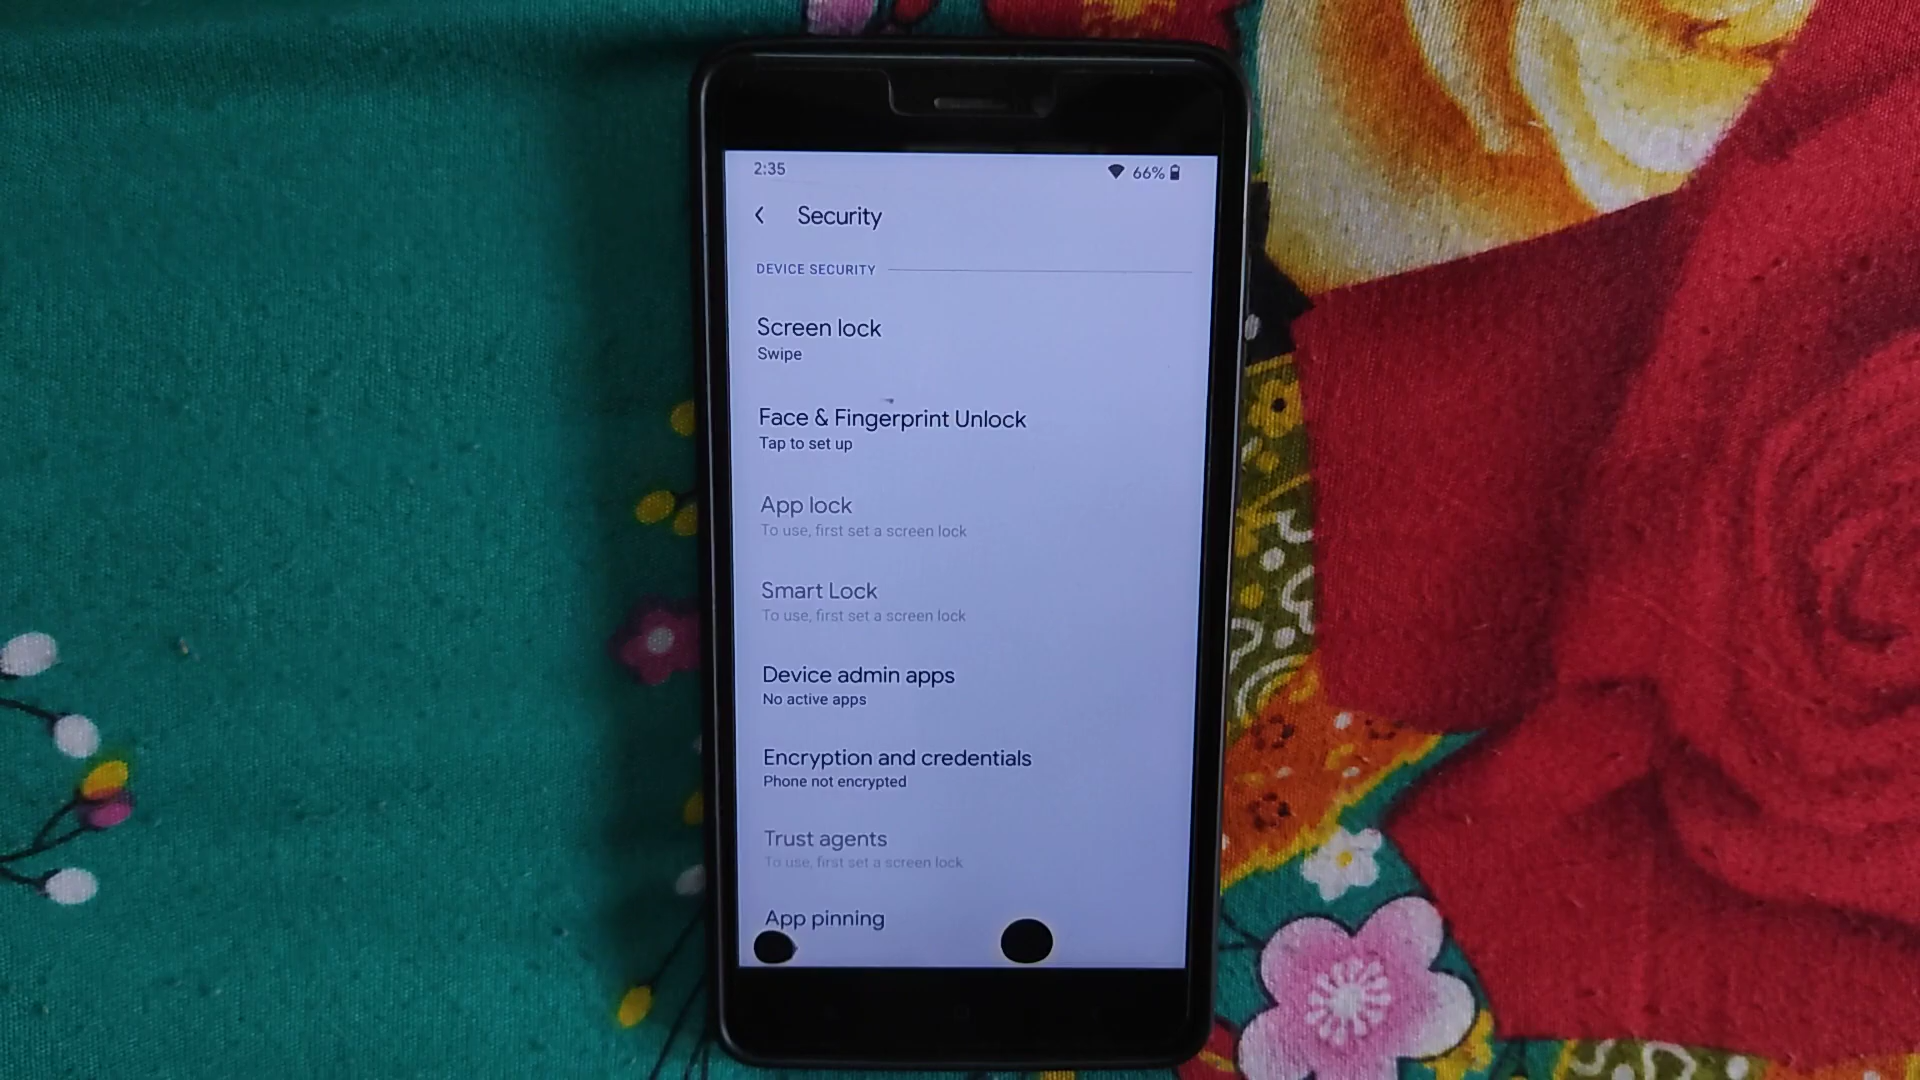 2:35
66%
Security
DEVICE SECURITY
Screen lock
Swipe
Face & Fingerprint Unlock
Tap to set up
App lock
To use, first set a screen lock
Smart Lock
To use, first set a screen lock
Device admin apps
No active apps
Encryption and credentials
Phone not encrypted
Trust agents
To use, first set a screen lock
App pinning